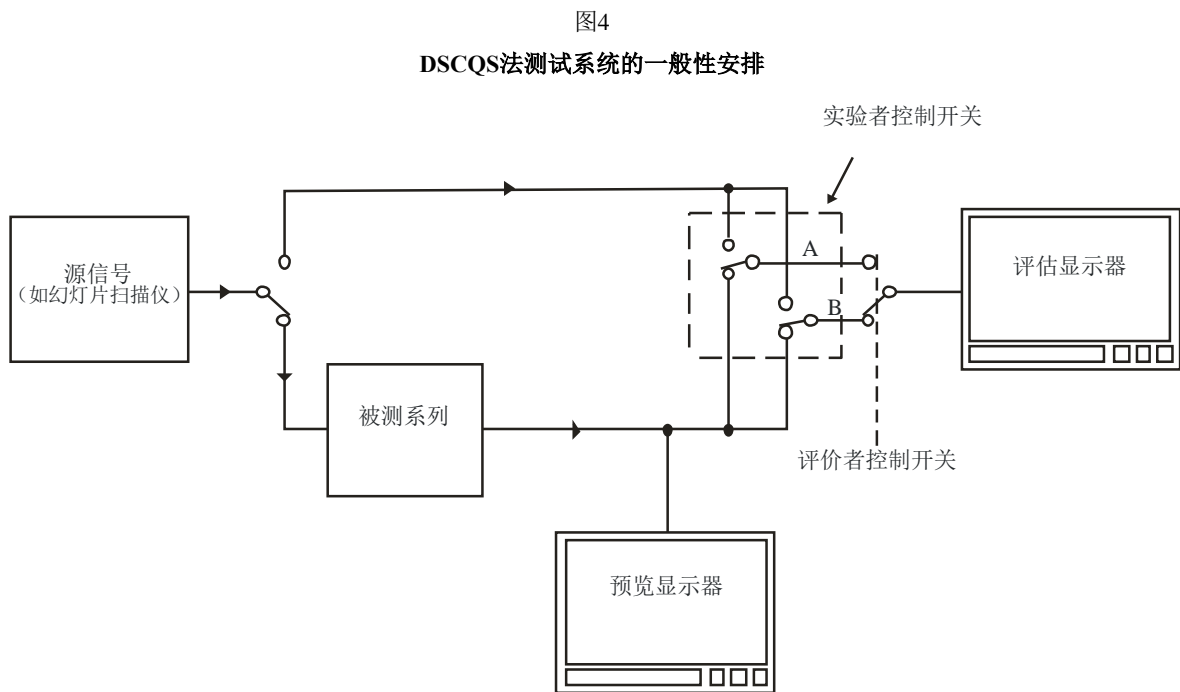 图4
DSCQS法测试系统的一般性安排
实验者控制开关
源信号
（如幻灯片扫描仪）
A
评估显示器
B
被测系列
评价者控制开关
预览显示器